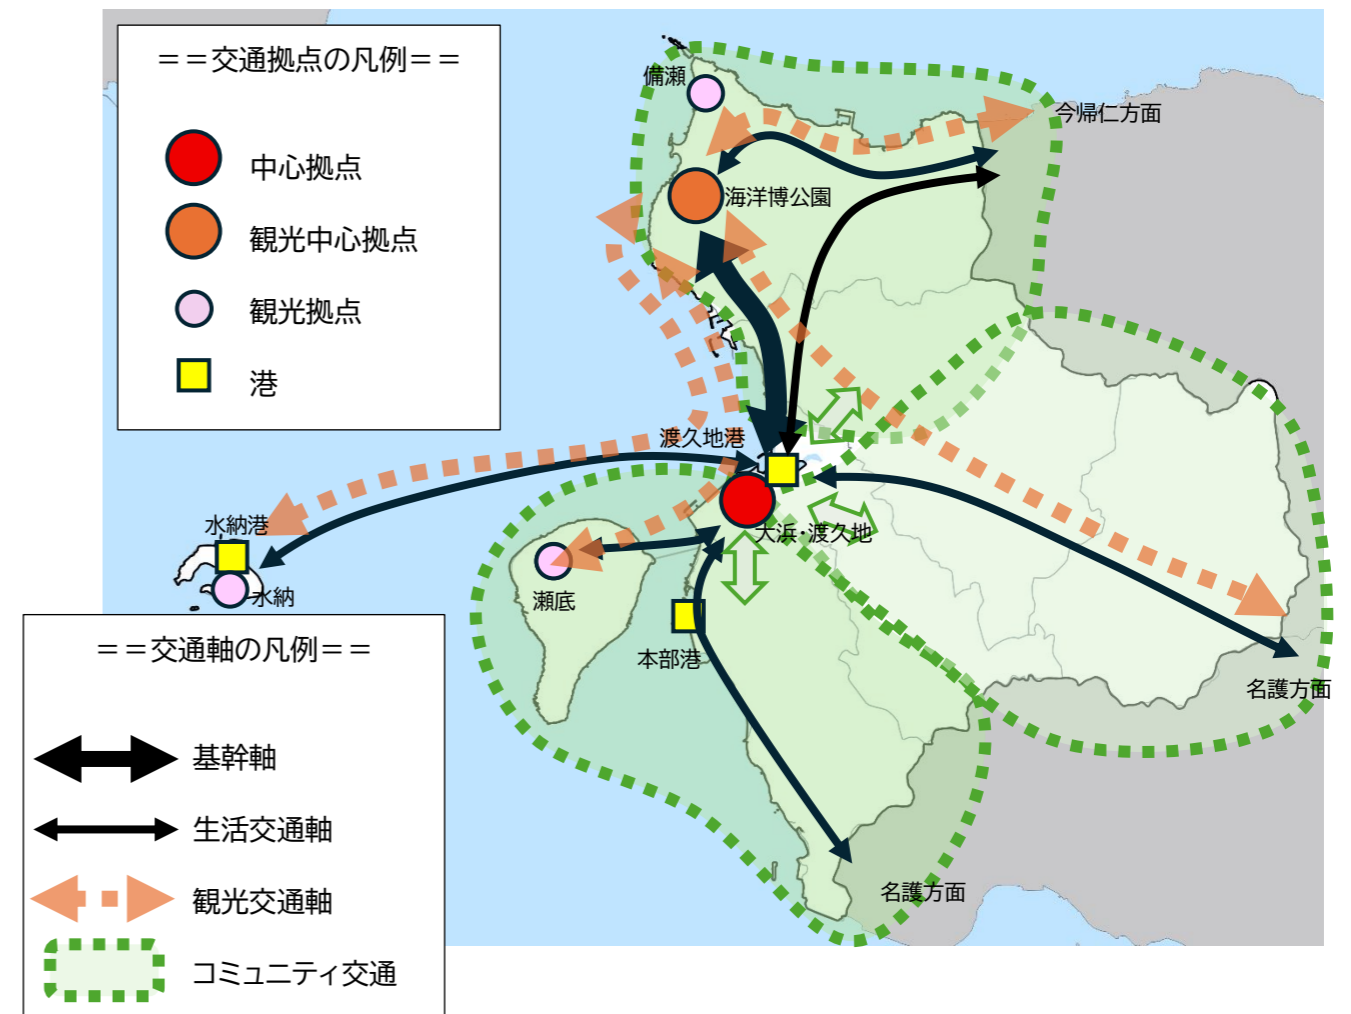 ＝＝交通拠点の凡例＝＝
中心拠点
観光中心拠点
観光拠点
港
備瀬
今帰仁方面
海洋博公園
渡久地港
大浜・渡久地
水納港
水納
瀬底
本部港
名護方面
名護方面
＝＝交通軸の凡例＝＝
基幹軸
生活交通軸
観光交通軸
コミュニティ交通